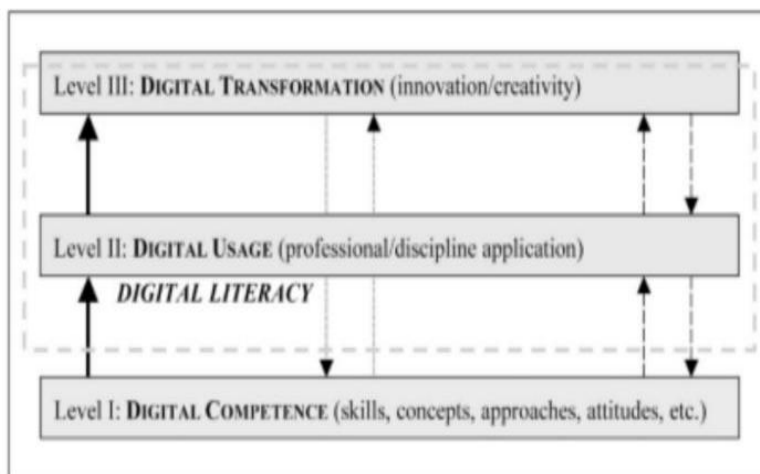 Level III: DIGITAL TRANSFORMATION (innovation/creativity)
Level II: DIGITAL USAGE (professional/discipline application)
DIGITAL LITERACY
Level I: DIGITAL COMPETENCE (skills, concepts, approaches, attitudes, etc.)